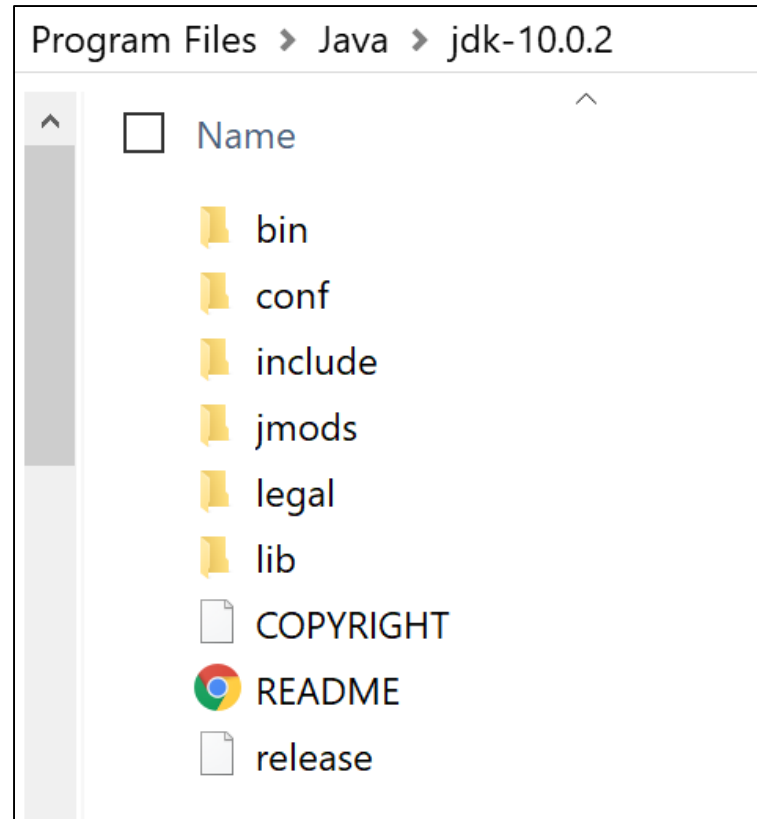 Program Files > Java > jdk-10.0.2
Name
bin
conf
include
jmods
legal
lib
COPYRIGHT
README
release